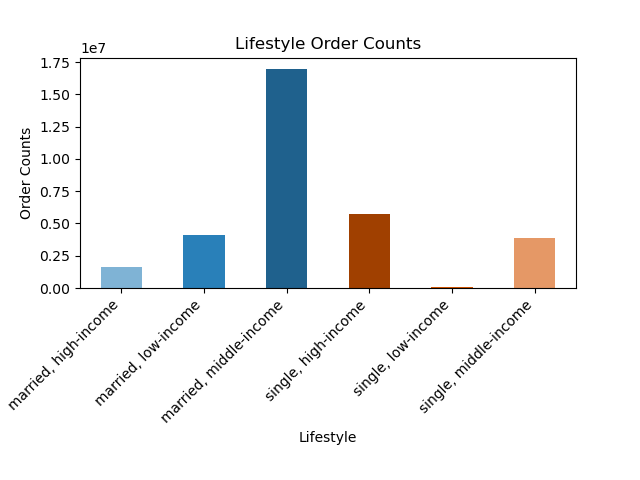 Lifestyle Order Counts
1e7
1.75
1.50
1.25
1.00
0.75
0.50
0.25
0.00
Order Counts
married, high-income
married, low-income
married, middle-income
single, high-income
single, low-income
single, middle-income
Lifestyle